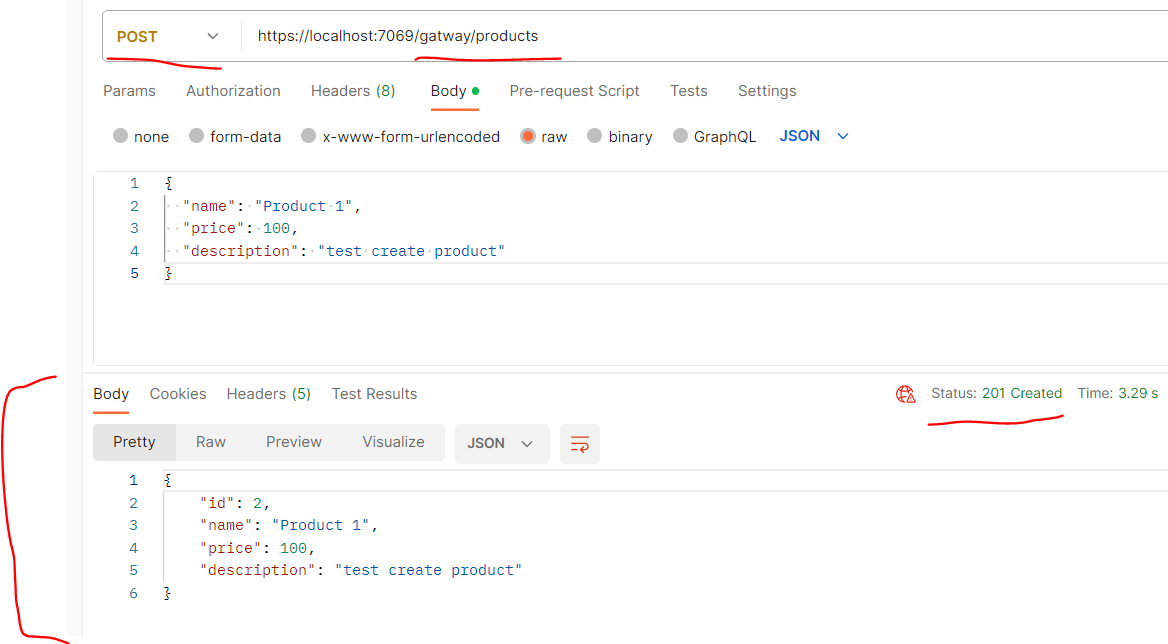 POST https://localhost:7069/gatway/products
Params Authorization Headers (8) Body Pre-request Script Tests Settings
none form-data x-www-form-urlencoded raw binary GraphQL JSON
1 {
2 "name": "Product 1",
3 "price": 100,
4 "description": "test create product"
5 }
Body Cookies Headers (5) Test Results Status: 201 Created Time: 3.29 s
Pretty Raw Preview Visualize JSON
1 {
2 "id": 2,
3 "name": "Product 1",
4 "price": 100,
5 "description": "test create product"
6 }